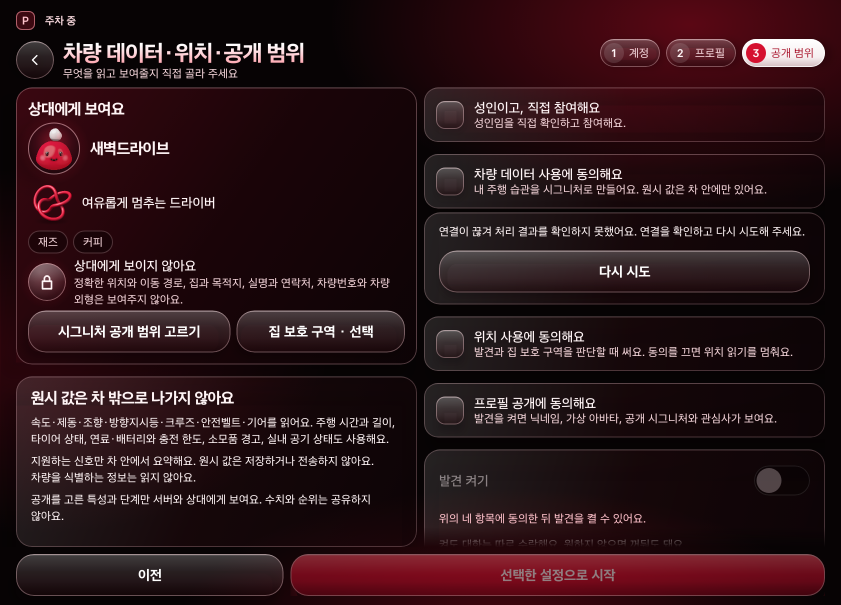 P 주차 중
차량 데이터·위치·공개 범위
무엇을 읽고 보여줄지 직접 골라 주세요
1 계정
2 프로필
3 공개 범위
상대에게 보여요
새벽드라이브
여유롭게 멈추는 드라이버
재즈
커피
상대에게 보이지 않아요
정확한 위치와 이동 경로, 집과 목적지, 실명과 연락처, 차량번호와 차량
외형은 보여주지 않아요.
시그니처 공개 범위 고르기
집 보호 구역 · 선택
원시 값은 차 밖으로 나가지 않아요
속도·제동·조향·방향지시등·크루즈·안전벨트·기어를 읽어요. 주행 시간과 길이,
타이어 상태, 연료·배터리와 충전 한도, 소모품 경고, 실내 공기 상태도 사용해요.
지원하는 신호만 차 안에서 요약해요. 원시 값은 저장하거나 전송하지 않아요.
차량을 식별하는 정보는 읽지 않아요.
공개를 고른 특성과 단계만 서버와 상대에게 보여요. 수치와 순위는 공유하지
않아요.
성인이고, 직접 참여해요
성인임을 직접 확인하고 참여해요.
차량 데이터 사용에 동의해요
내 주행 습관을 시그니처로 만들어요. 원시 값은 차 안에만 있어요.
연결이 끊겨 처리 결과를 확인하지 못했어요. 연결을 확인하고 다시 시도해 주세요.
다시 시도
위치 사용에 동의해요
발견과 집 보호 구역을 판단할 때 써요. 동의를 끄면 위치 읽기를 멈춰요.
프로필 공개에 동의해요
발견을 켜면 닉네임, 가상 아바타, 공개 시그니처와 관심사가 보여요.
발견 켜기
위의 네 항목에 동의한 뒤 발견을 켤 수 있어요.
이전
선택한 설정으로 시작